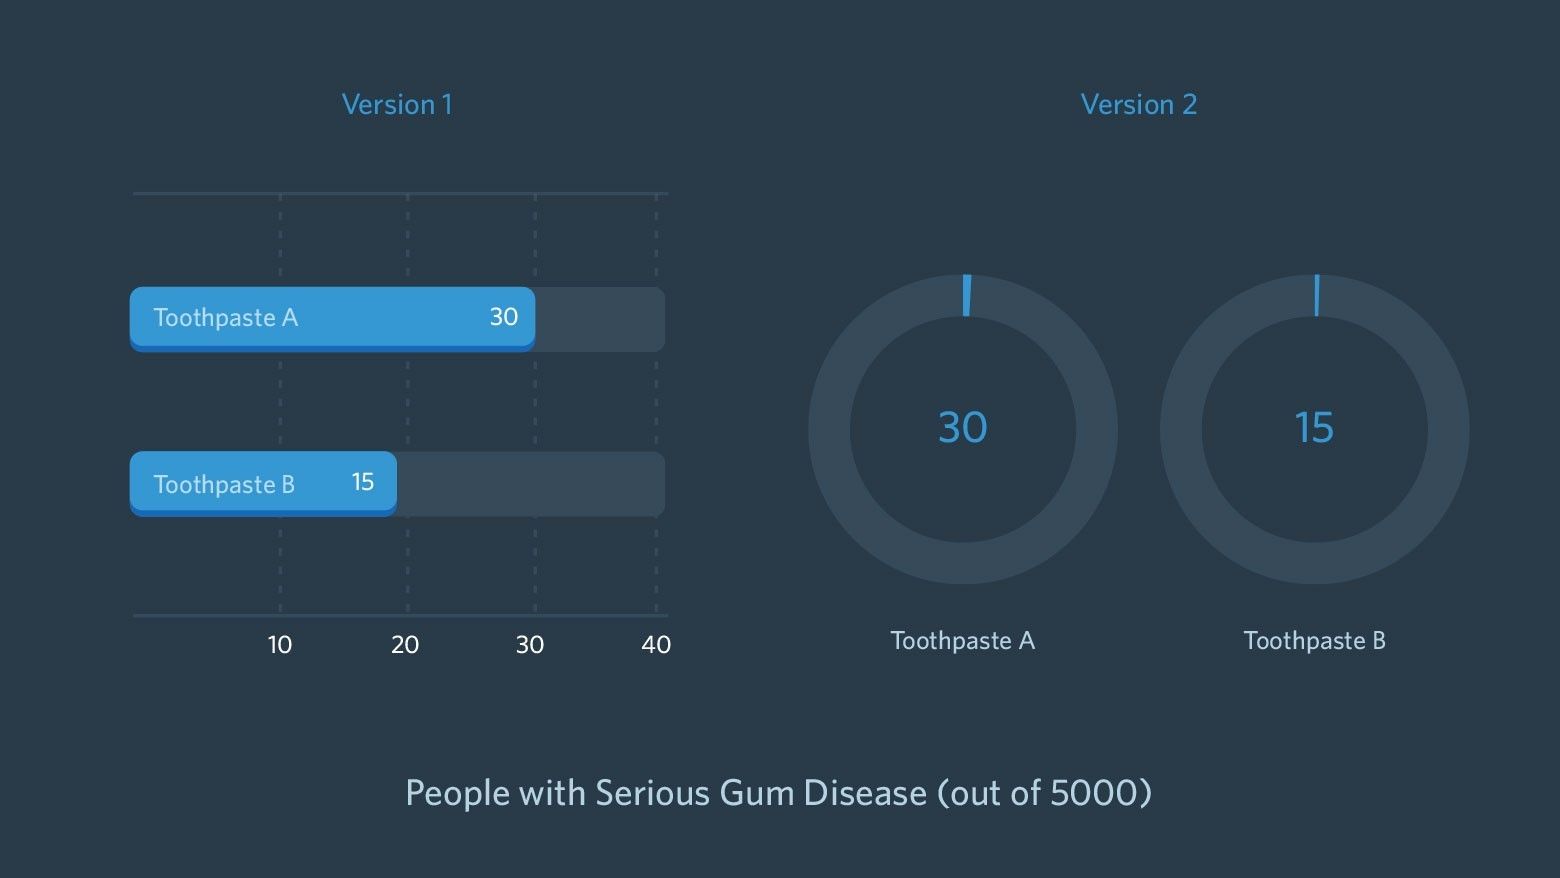 Version 1
Toothpaste A 30
Toothpaste B 15
10 20 30 40
Version 2
30
Toothpaste A
15
Toothpaste B
People with Serious Gum Disease (out of 5000)